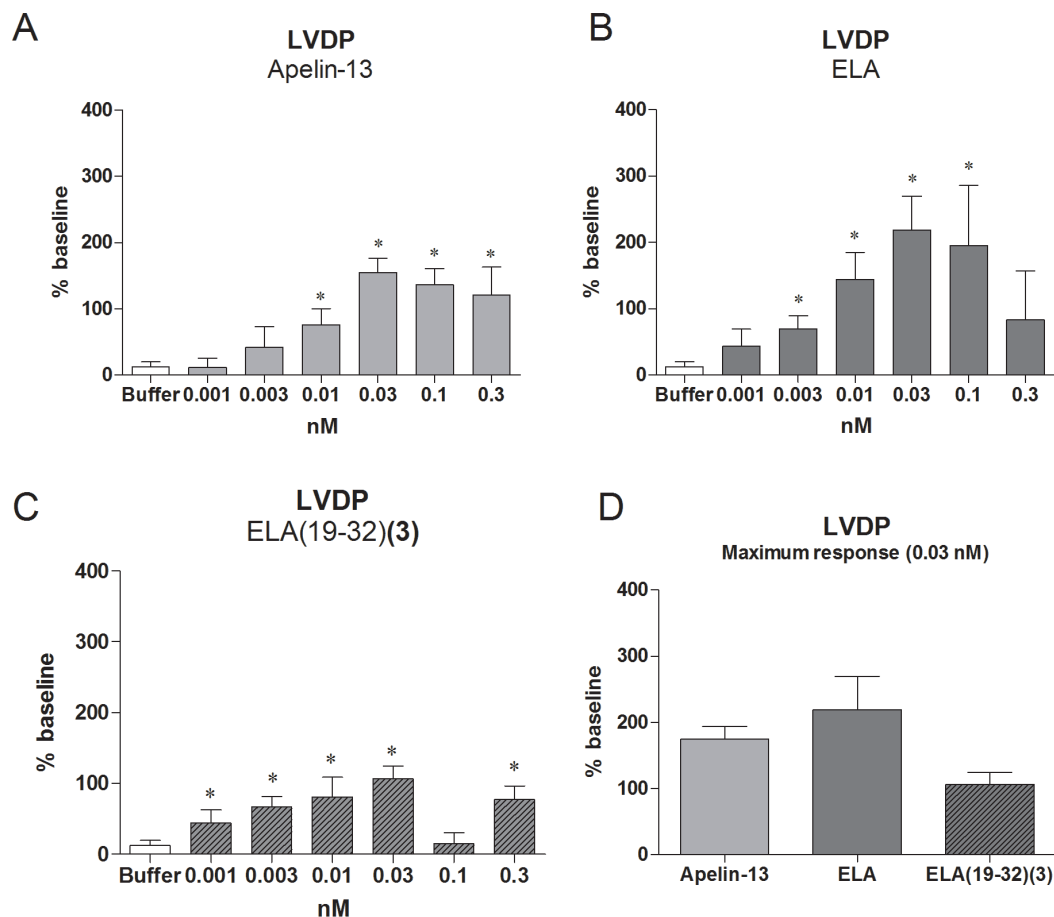 A
LVDP
Apelin-13
% baseline
400
300
200
100
0
* * * *
Buffer 0.001 0.003 0.01 0.03 0.1 0.3
nM
B
LVDP
ELA
% baseline
400
300
200
100
0
* * * *
Buffer 0.001 0.003 0.01 0.03 0.1 0.3
nM
C
LVDP
ELA(19-32)(3)
% baseline
400
300
200
100
0
* * * * *
Buffer 0.001 0.003 0.01 0.03 0.1 0.3
nM
D
LVDP
Maximum response (0.03 nM)
% baseline
400
300
200
100
0
Apelin-13 ELA ELA(19-32)(3)